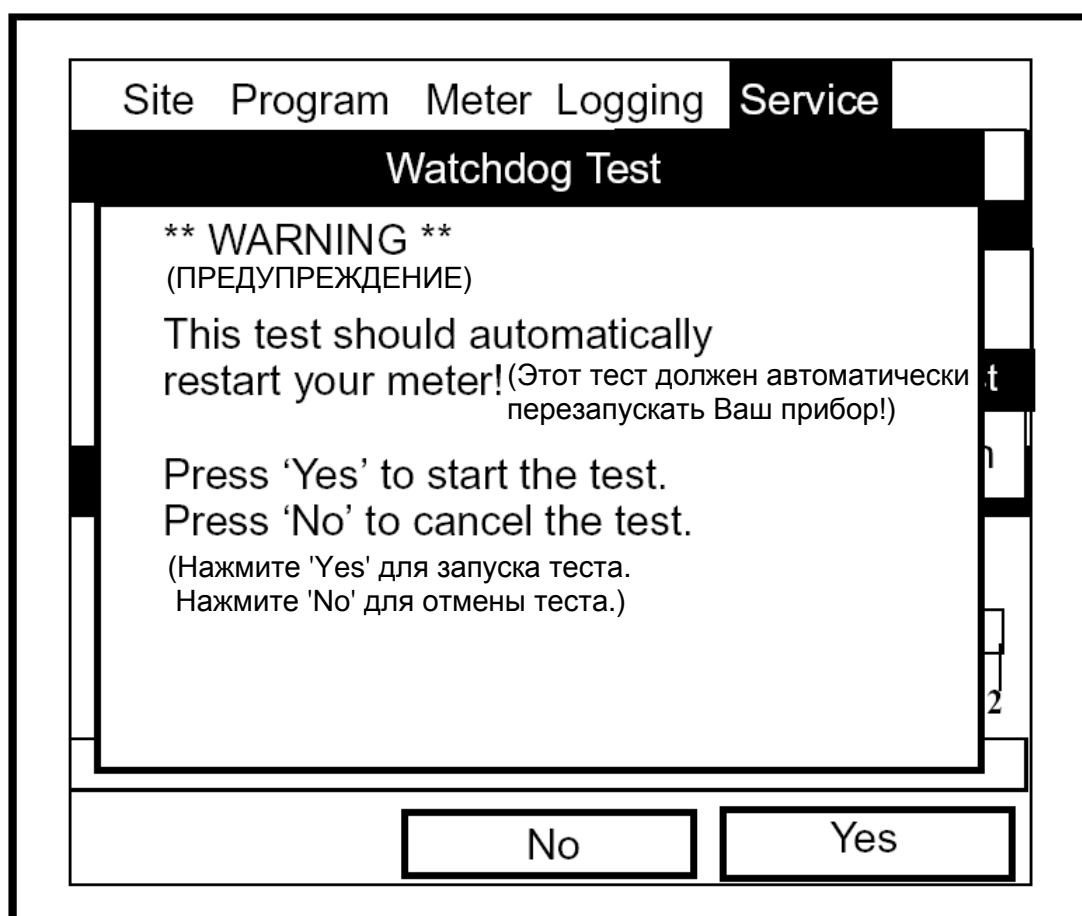 Site Program Meter Logging Service
Watchdog Test
** WARNING **
(ПРЕДУПРЕЖДЕНИЕ)
This test should automatically
restart your meter! (Этот тест должен автоматически
перезапускать Ваш прибор!)
Press ‘Yes’ to start the test.
Press ‘No’ to cancel the test.
(Нажмите 'Yes' для запуска теста.
Нажмите 'No' для отмены теста.)
2
No Yes